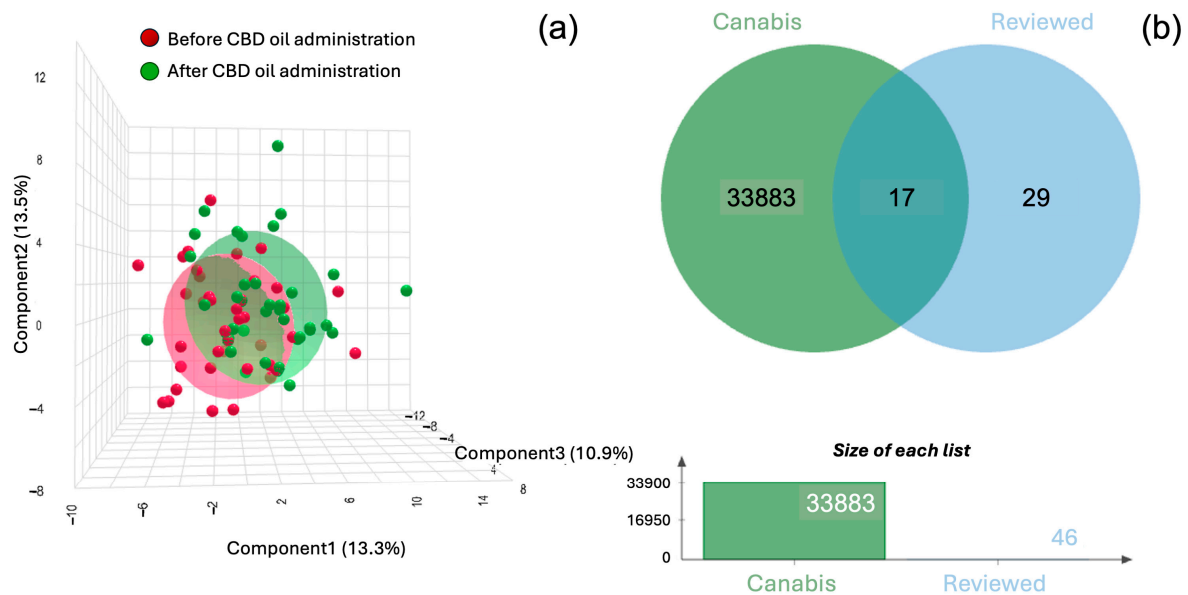 Before CBD oil administration
After CBD oil administration
(a)
12
8
4
0
−4
−8
Component2 (13.5%)
−10
−6
−2
2
6
10
14
Component1 (13.3%)
−12
−8
−4
4
8
Component3 (10.9%)
(b)
Canabis
Reviewed
33883
17
29
Size of each list
33900
16950
0
33883
46
Canabis
Reviewed